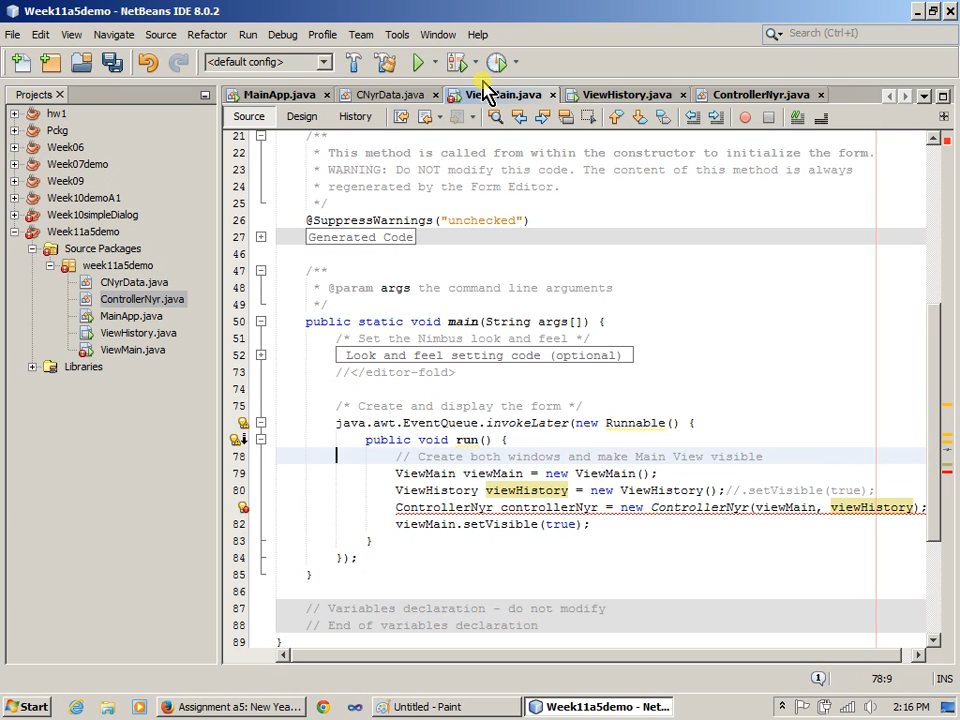 Week11a5demo - NetBeans IDE 8.0.2
File Edit View Navigate Source Refactor Run Debug Profile Team Tools Window Help
Search (Ctrl+I)
<default config>
Projects
MainApp.java CNyrData.java ViewMain.java ViewHistory.java ControllerNyr.java
Source Design History
hw1
Pckg
Week06
Week07demo
Week09
Week10demoA1
Week10simpleDialog
Week11a5demo
Source Packages
week11a5demo
CNyrData.java
ControllerNyr.java
MainApp.java
ViewHistory.java
ViewMain.java
Libraries
21 /**
22 * This method is called from within the constructor to initialize the form.
23 * WARNING: Do NOT modify this code. The content of this method is always
24 * regenerated by the Form Editor.
25 */
26 @SuppressWarnings("unchecked")
27 Generated Code
46
47 /**
48 * @param args the command line arguments
49 */
50 public static void main(String args[]) {
51 /* Set the Nimbus look and feel */
52 Look and feel setting code (optional)
73 //</editor-fold>
74
75 /* Create and display the form */
java.awt.EventQueue.invokeLater(new Runnable() {
public void run() {
78 // Create both windows and make Main View visible
79 ViewMain viewMain = new ViewMain();
80 ViewHistory viewHistory = new ViewHistory();//.setVisible(true);
ControllerNyr controllerNyr = new ControllerNyr(viewMain, viewHistory);
82 viewMain.setVisible(true);
83 }
84 });
85 }
86
87 // Variables declaration - do not modify
88 // End of variables declaration
89 }
1 78:9 INS
Start Assignment a5: New Yea... Untitled - Paint Week11a5demo - Net... 2:16 PM